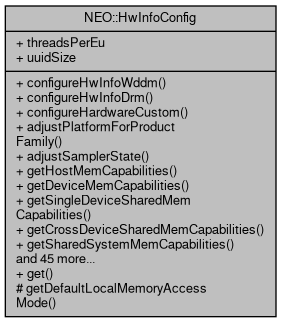 NEO::HwInfoConfig
+ threadsPerEu
+ uuidSize
+ configureHwInfoWddm()
+ configureHwInfoDrm()
+ configureHardwareCustom()
+ adjustPlatformForProduct
Family()
+ adjustSamplerState()
+ getHostMemCapabilities()
+ getDeviceMemCapabilities()
+ getSingleDeviceSharedMem
Capabilities()
+ getCrossDeviceSharedMemCapabilities()
+ getSharedSystemMemCapabilities()
and 45 more...
+ get()
# getDefaultLocalMemoryAccess
Mode()